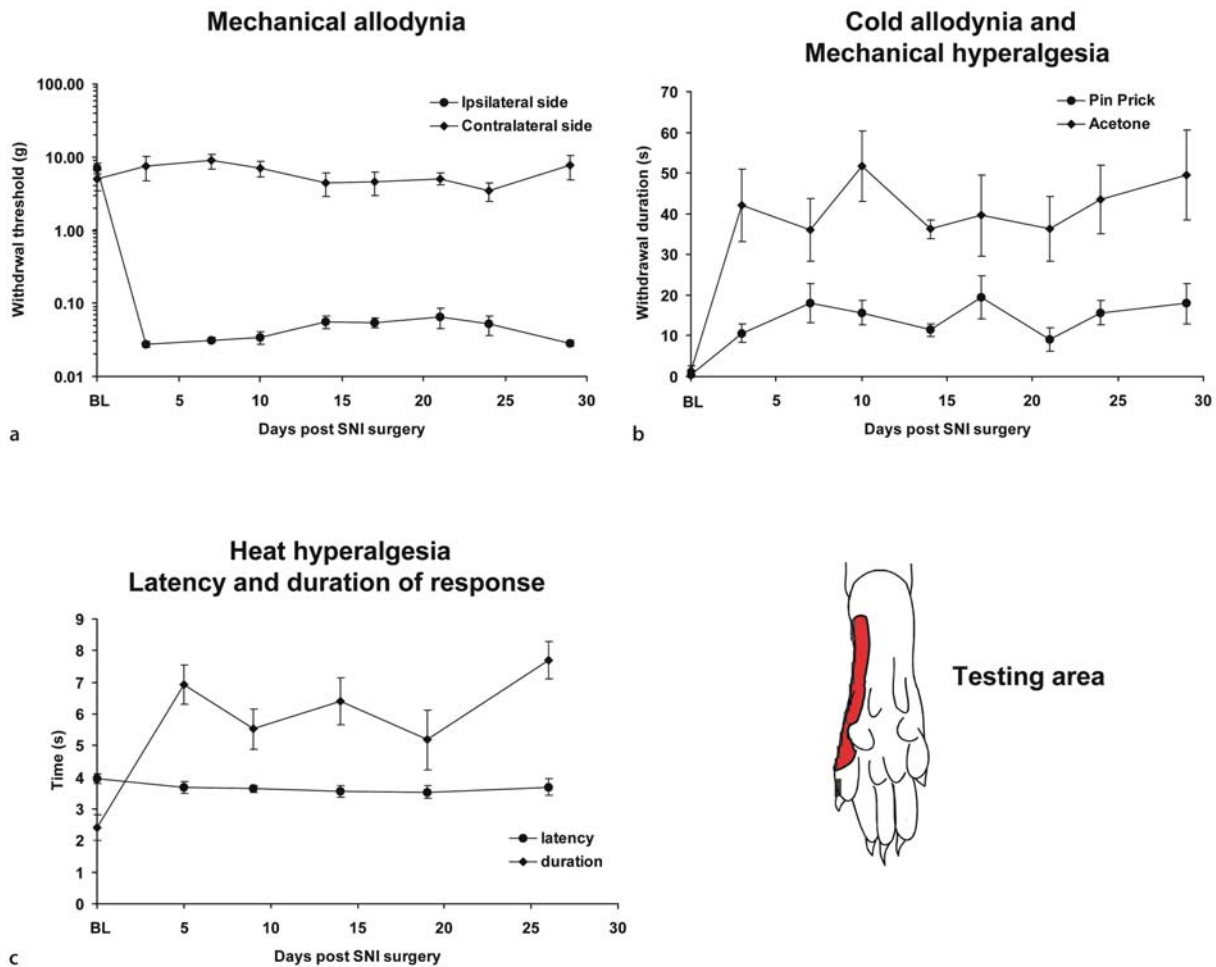 Mechanical allodynia
100.00
10.00
1.00
0.10
0.01
Withdrwal threshold (g)
Ipsilateral side
Contralateral side
BL 5 10 15 20 25 30
Days post SNI surgery
a
Cold allodynia and
Mechanical hyperalgesia
70
60
50
40
30
20
10
0
Withdrawal duration (s)
Pin Prick
Acetone
BL 5 10 15 20 25 30
Days post SNI surgery
b
Heat hyperalgesia
Latency and duration of response
9
8
7
6
5
4
3
2
1
0
Time (s)
latency
duration
BL 5 10 15 20 25 30
Days post SNI surgery
c
Testing area